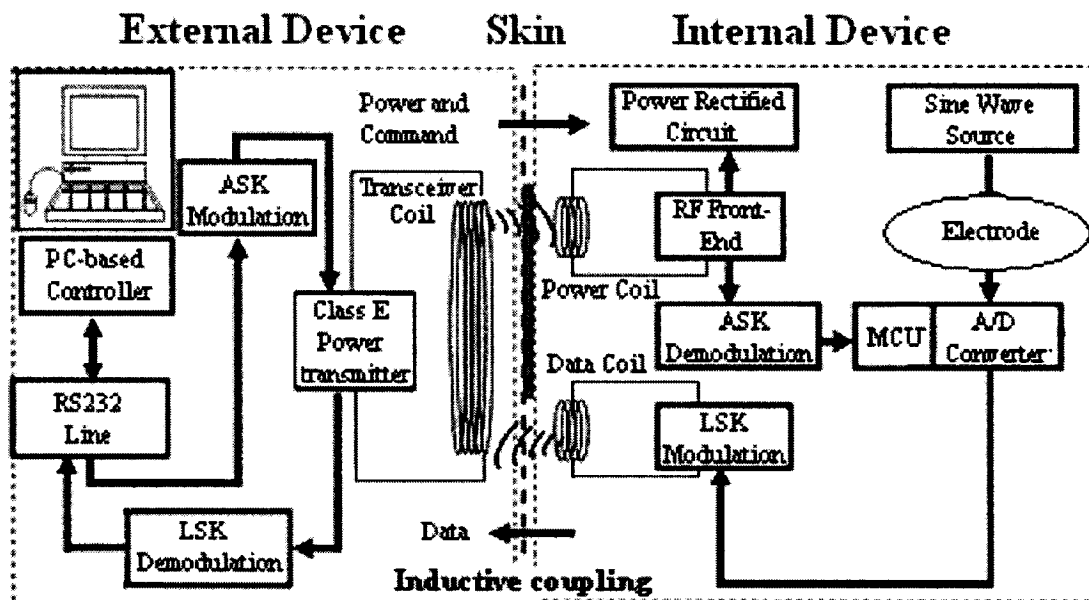 External Device
Skin
Internal Device
Power and
Command
Power Rectified
Circuit
Sine Wave
Source
ASK
Modulation
Transceiver
Coil
RF Front-
End
Electrode
PC-based
Controller
Power Coil
Class E
Power
transmitter
ASK
Demodulation
MCU
A/D
Converter
Data Coil
RS232
Line
LSK
Modulation
LSK
Demodulation
Data
Inductive coupling